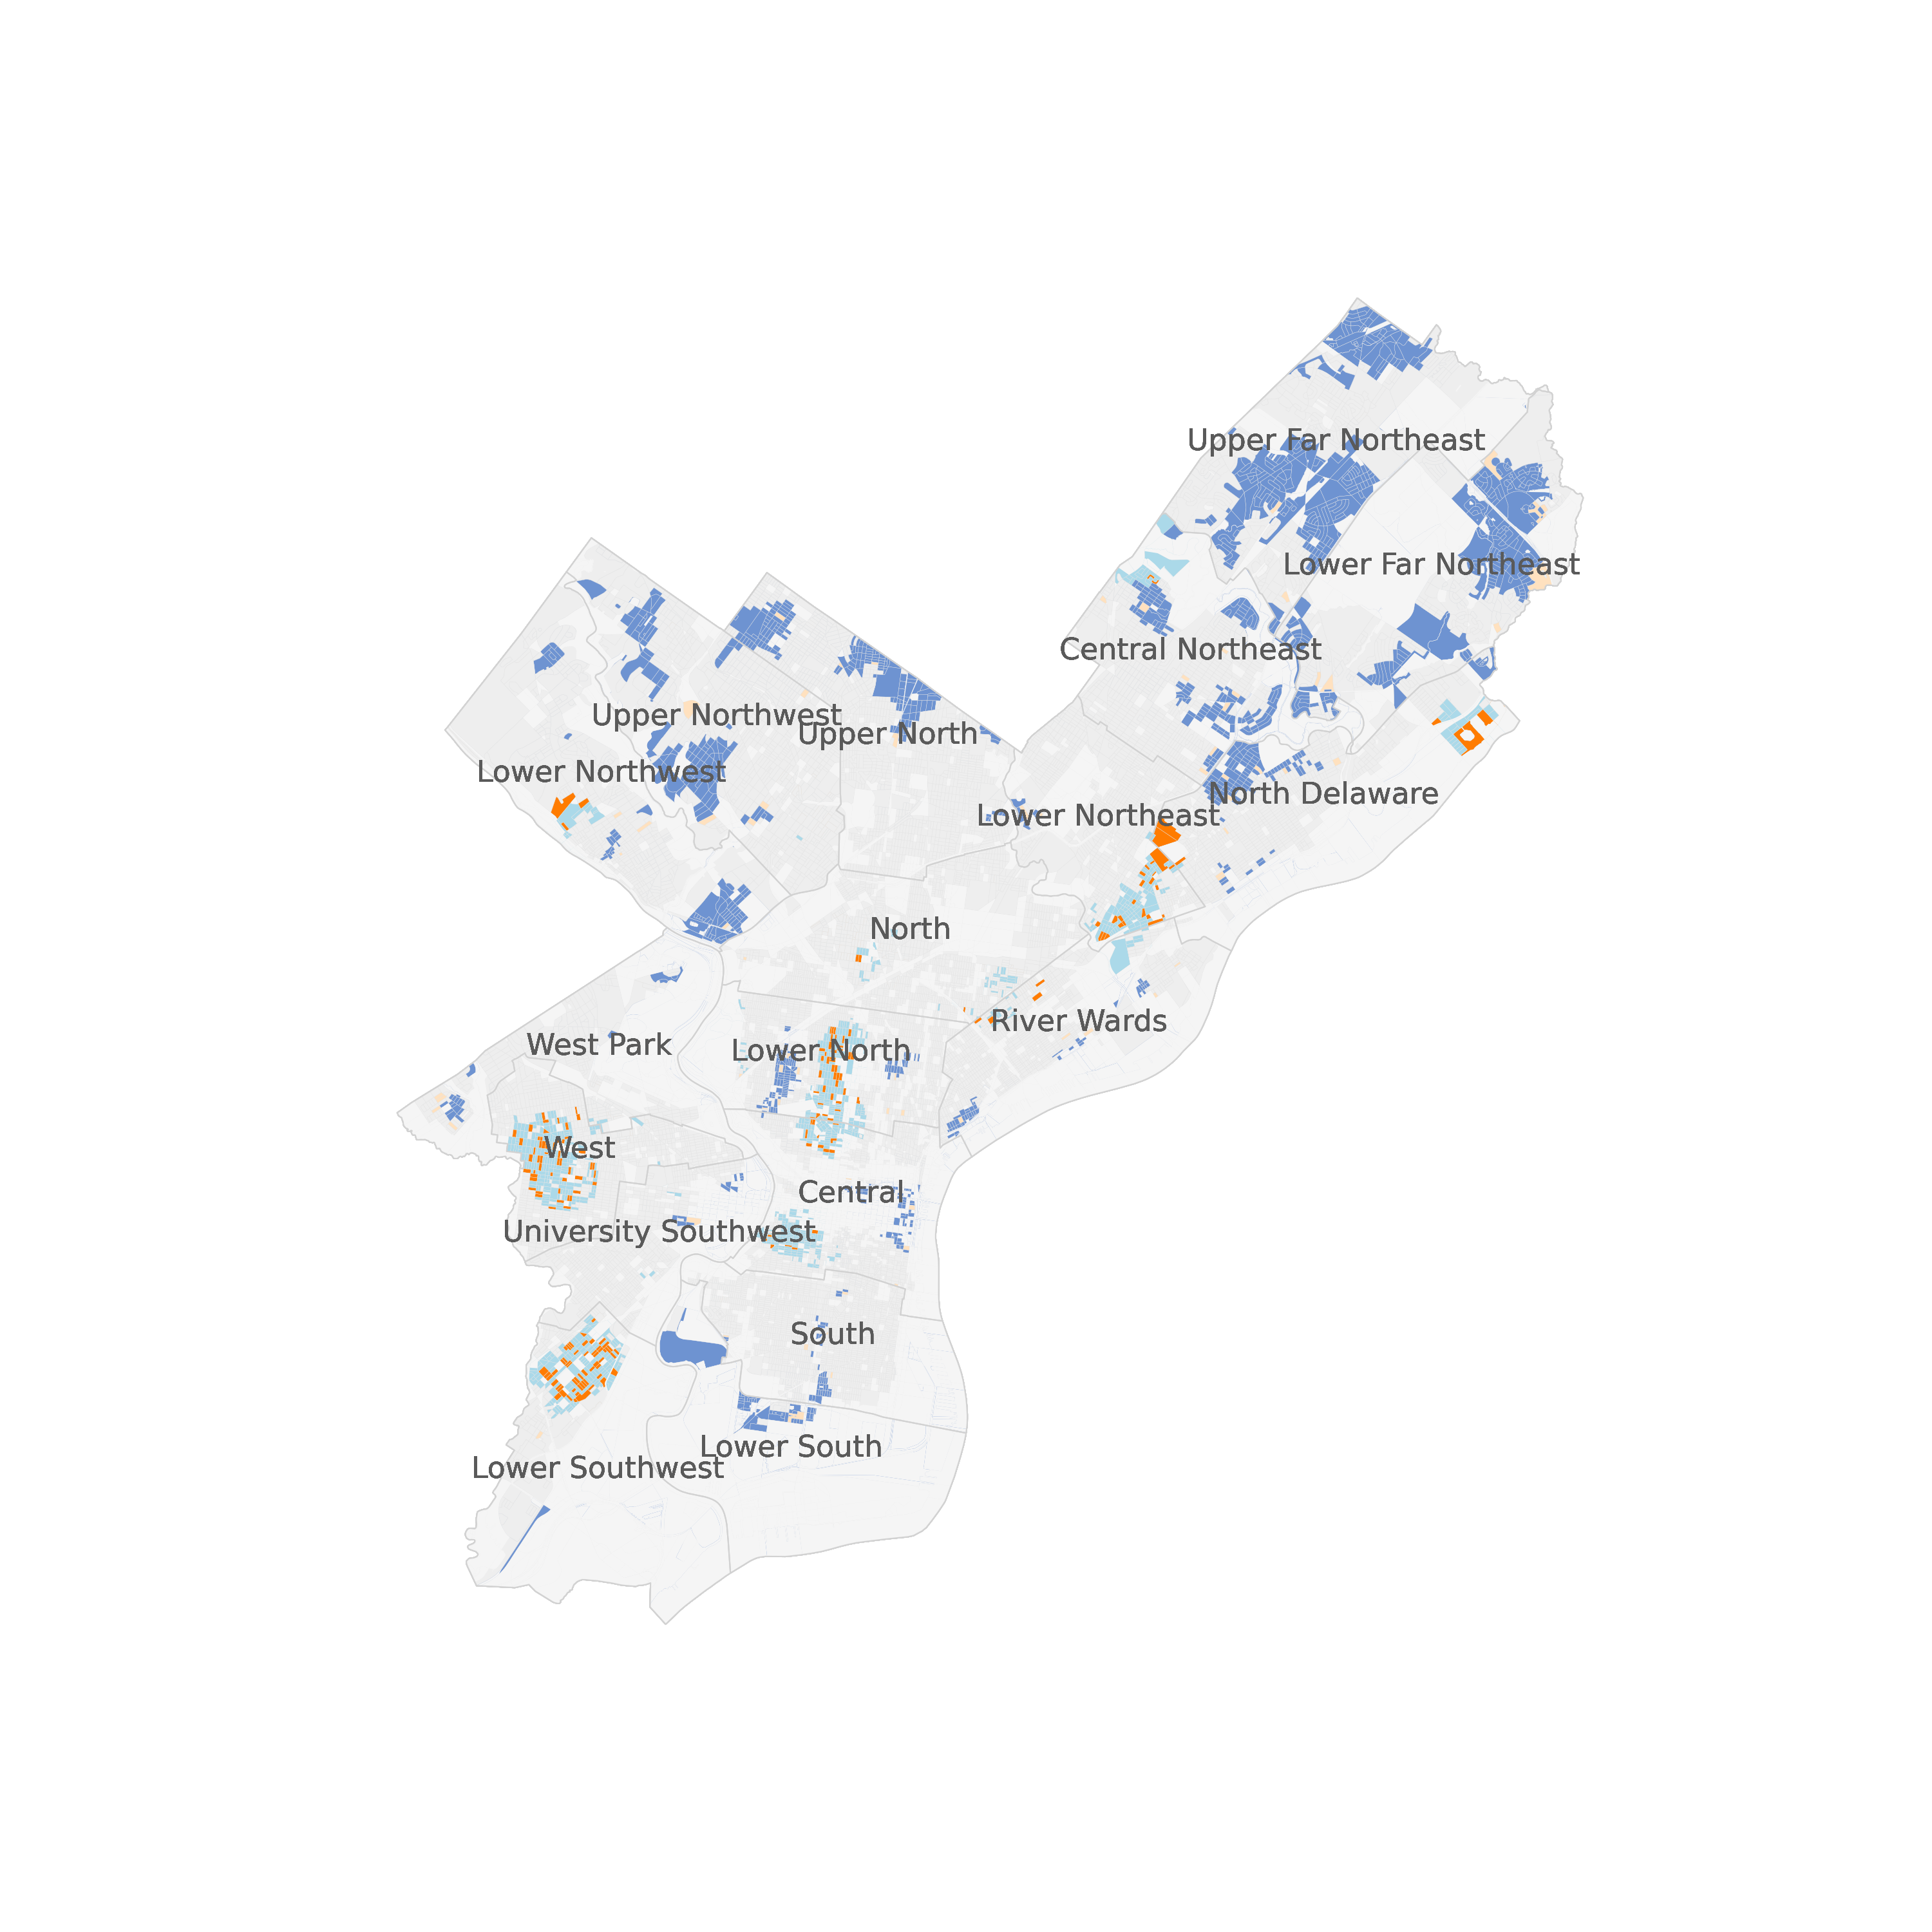 Upper Far Northeast
Lower Far Northeast
Central Northeast
Upper Northwest
Upper North
Lower Northwest
North Delaware
Lower Northeast
North
River Wards
West Park
Lower North
West
Central
University Southwest
South
Lower South
Lower Southwest